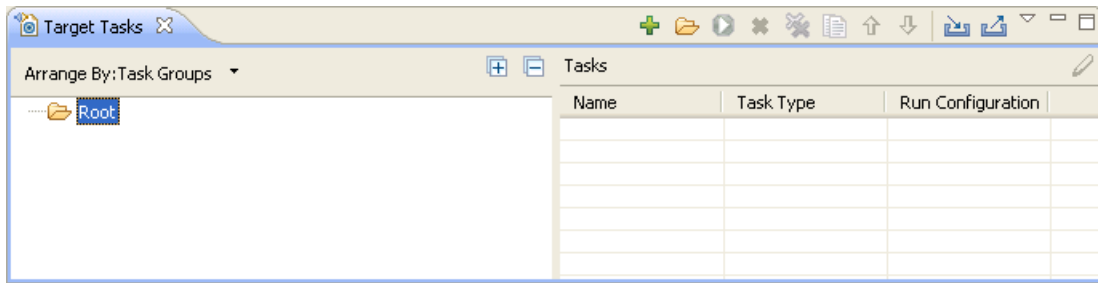 Target Tasks
Arrange By:Task Groups
Tasks
Name Task Type Run Configuration
Root